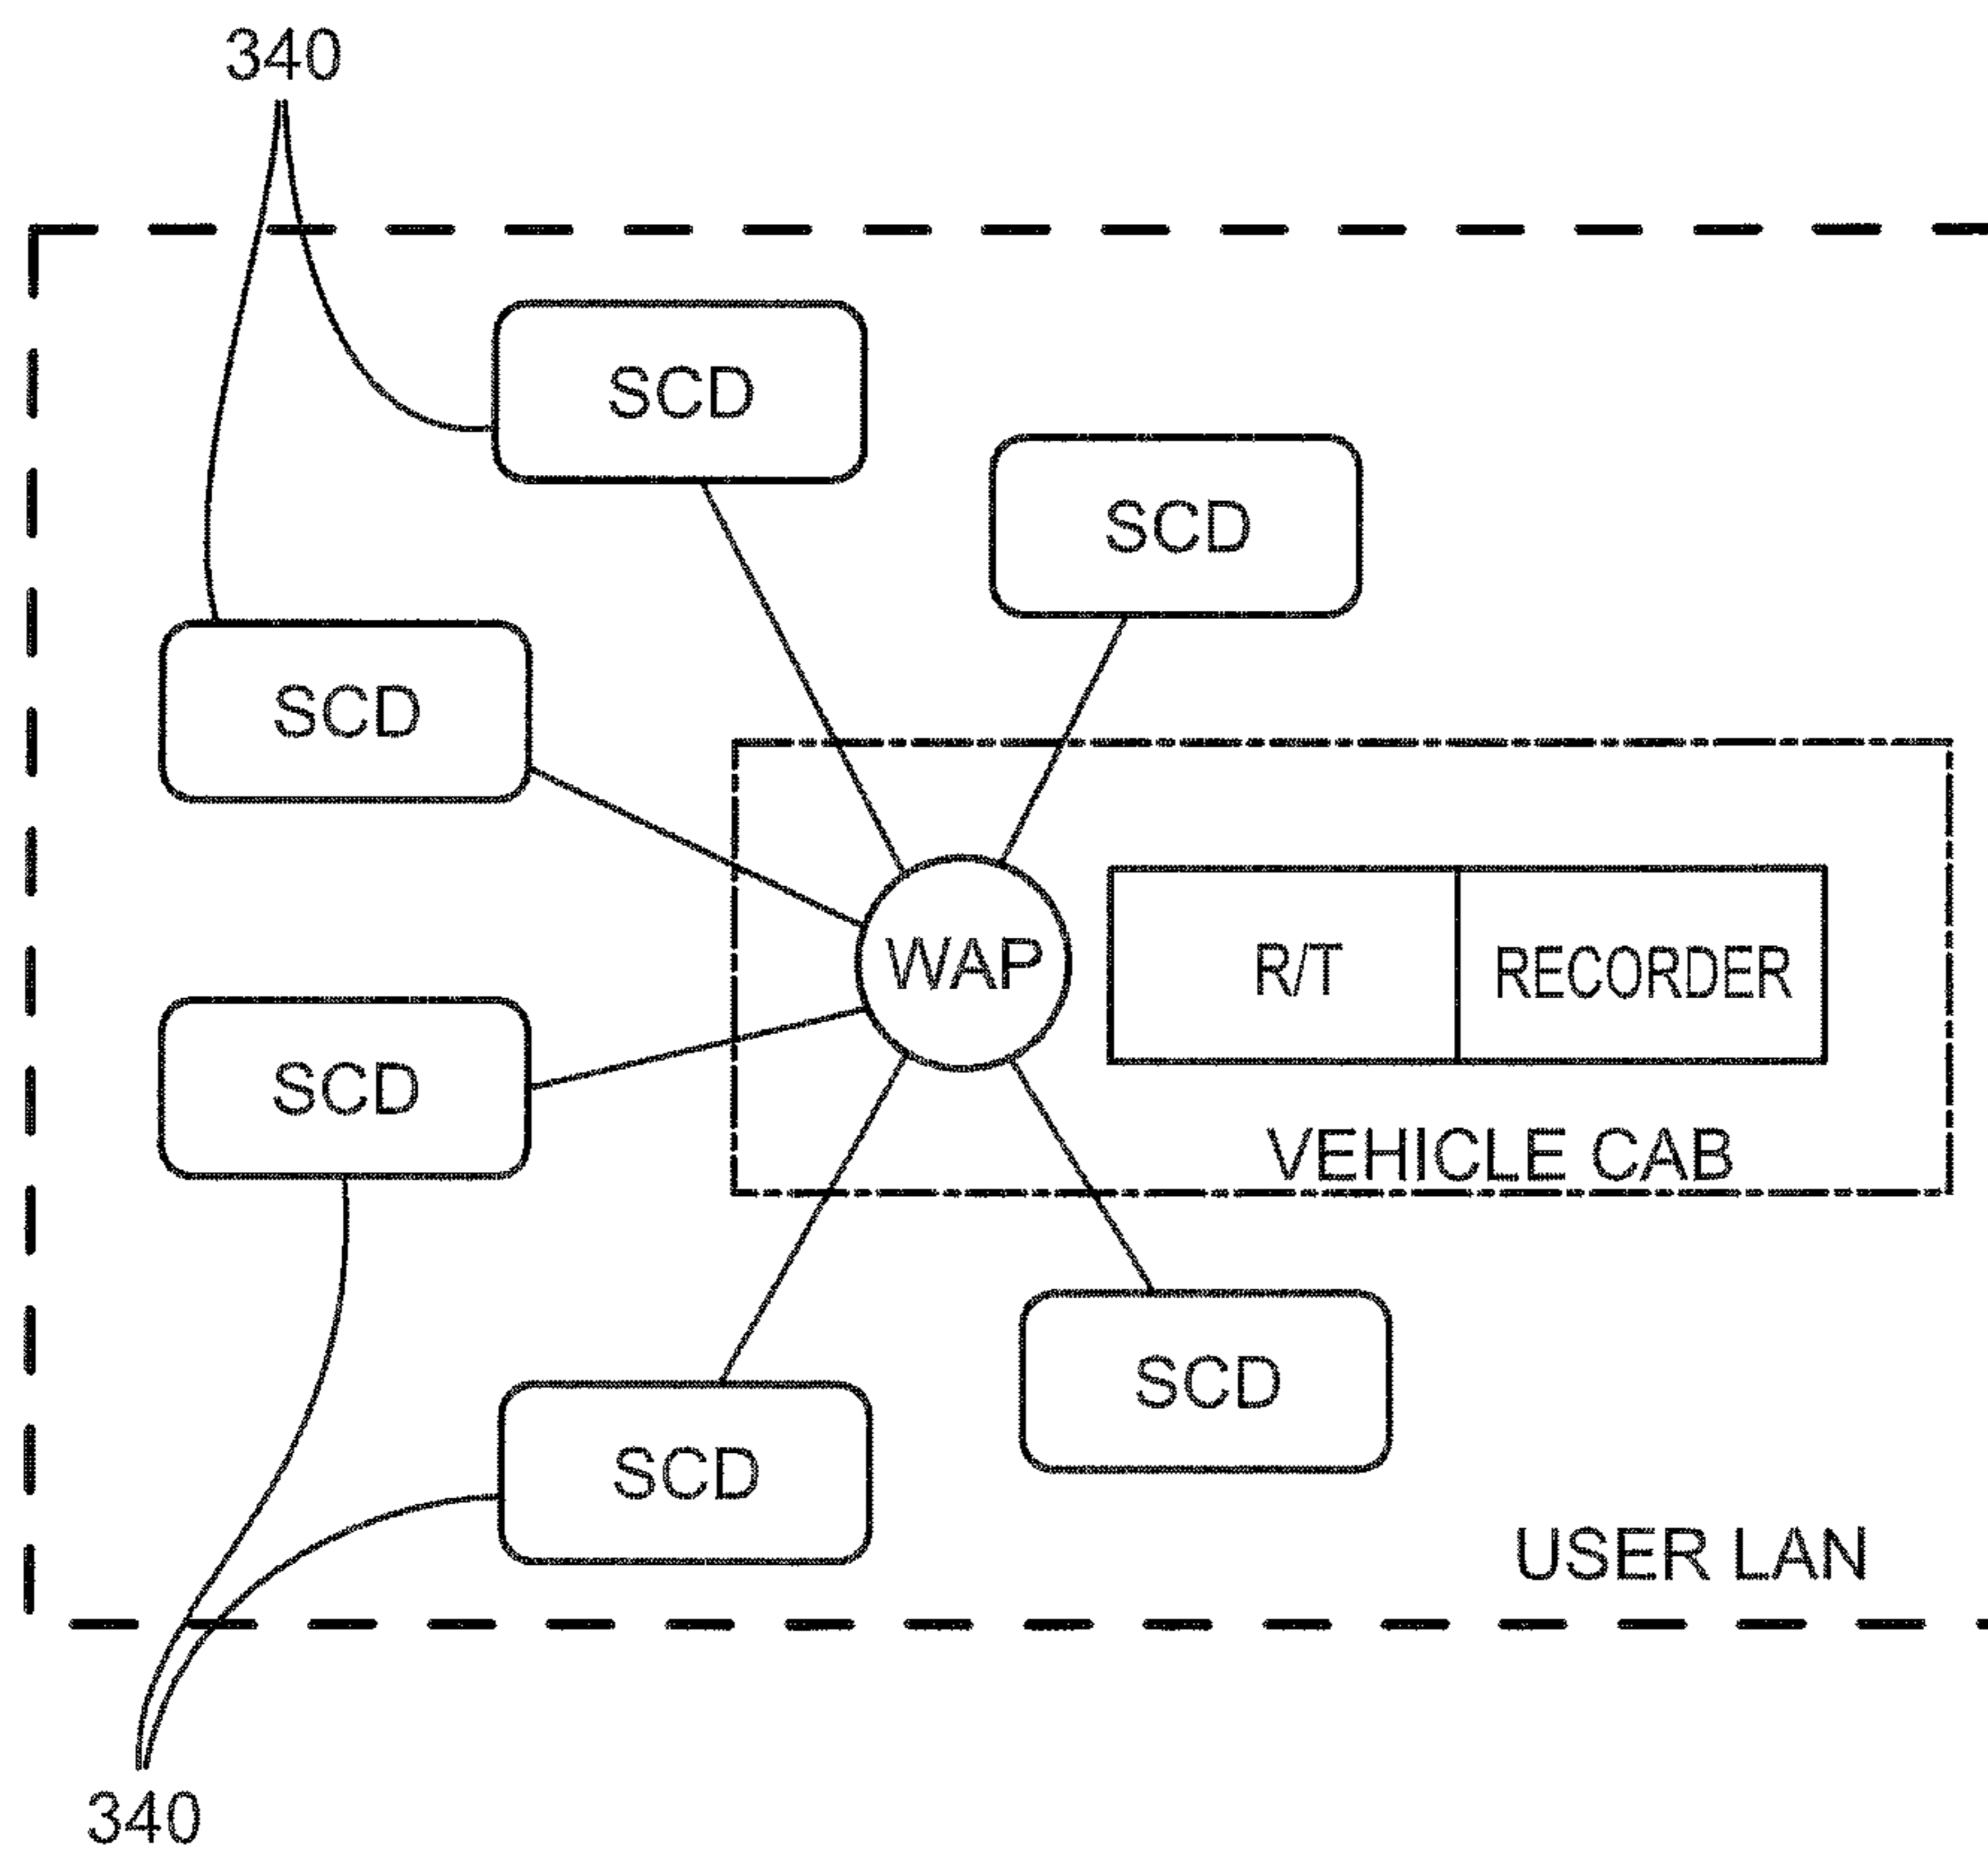 340
SCD
SCD
SCD
WAP
R/T
RECORDER
SCD
VEHICLE CAB
SCD
SCD
USER LAN
340